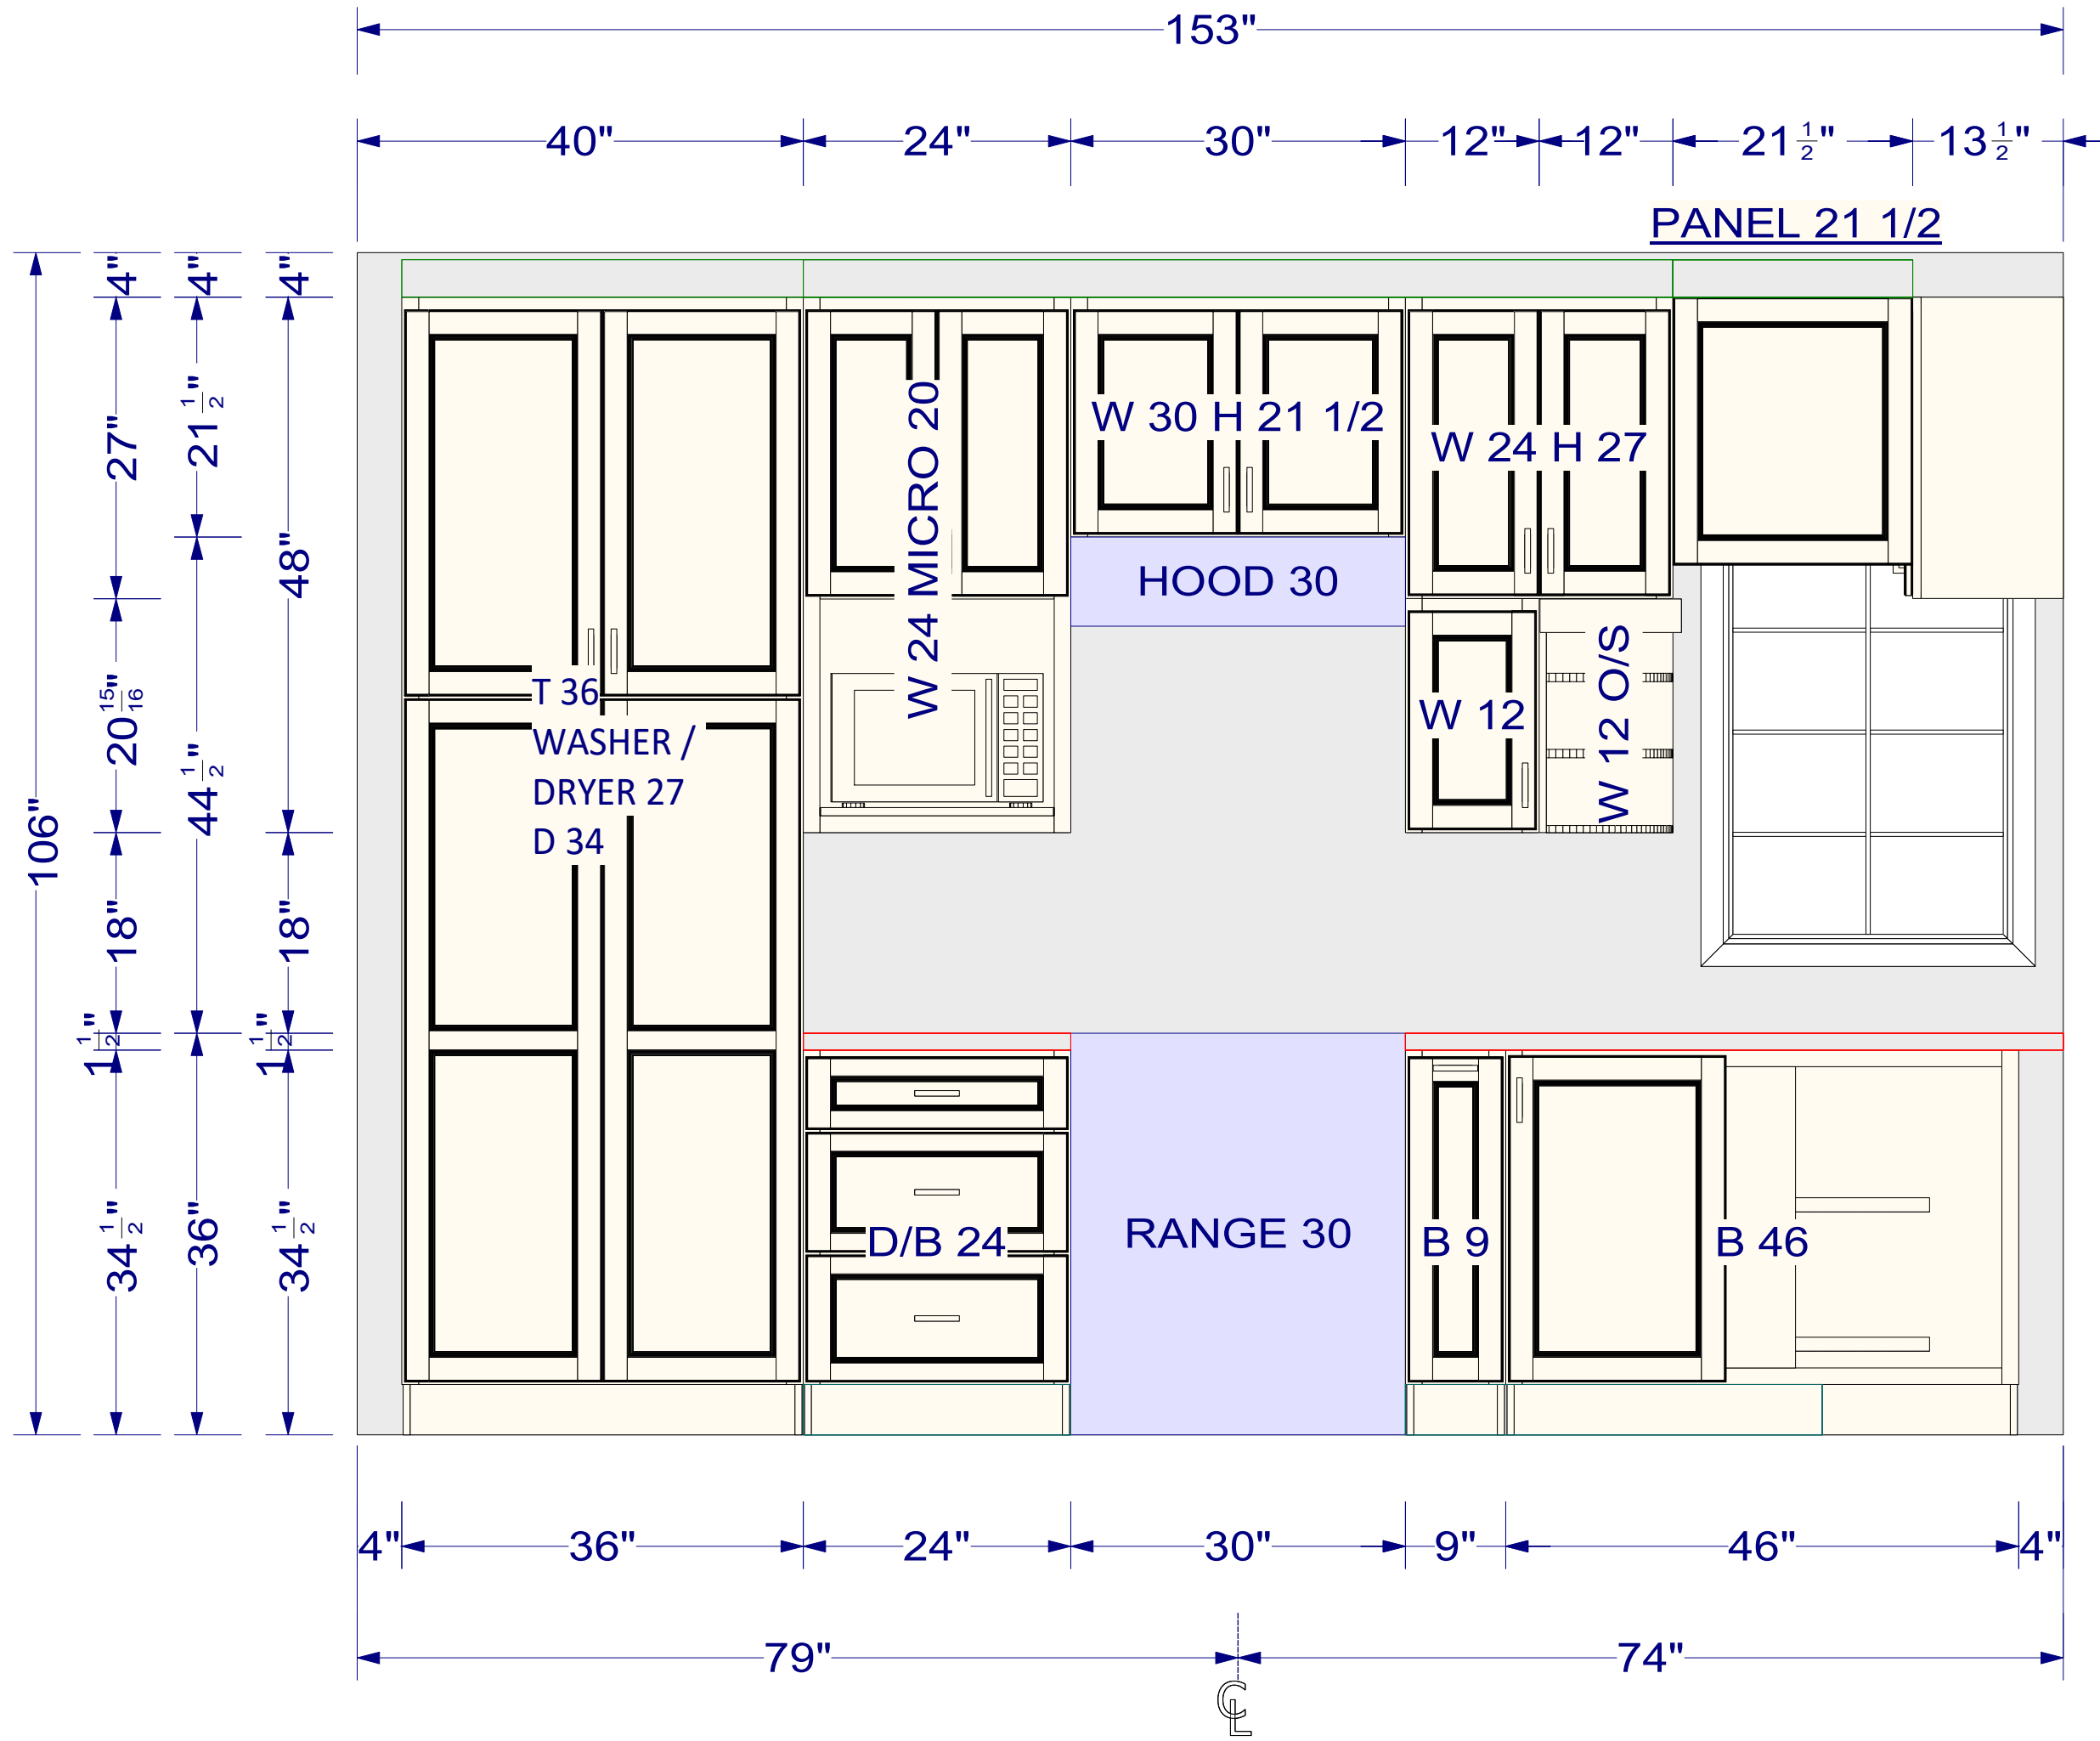 153"
40" 24" 30" 12" 12" 21 1/2" 13 1/2"
PANEL 21 1/2
4" 4" 4"
27" 21 1/2" 48"
20 15/16" 44 1/2"
106"
18" 18"
1 1/2" 1 1/2"
34 1/2" 36" 34 1/2"
W 24 MICRO 20
W 30 H 21 1/2
W 24 H 27
HOOD 30
T 36
WASHER /
DRYER 27
D 34
W 12
W 12 O/S
D/B 24
RANGE 30
B 9
B 46
4" 36" 24" 30" 9" 46" 4"
79" 74"
CL